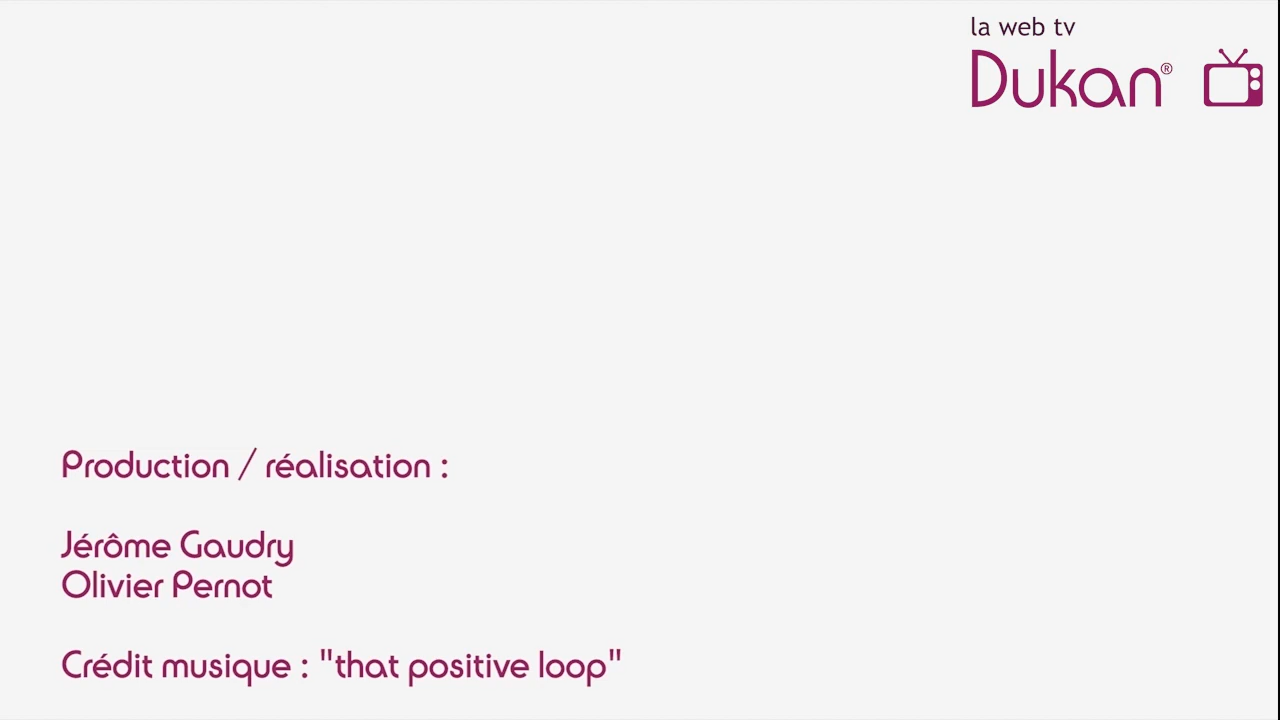 la web tv
Dukan®
Production / réalisation :
Jérôme Gaudry
Olivier Pernot
Crédit musique : "that positive loop"